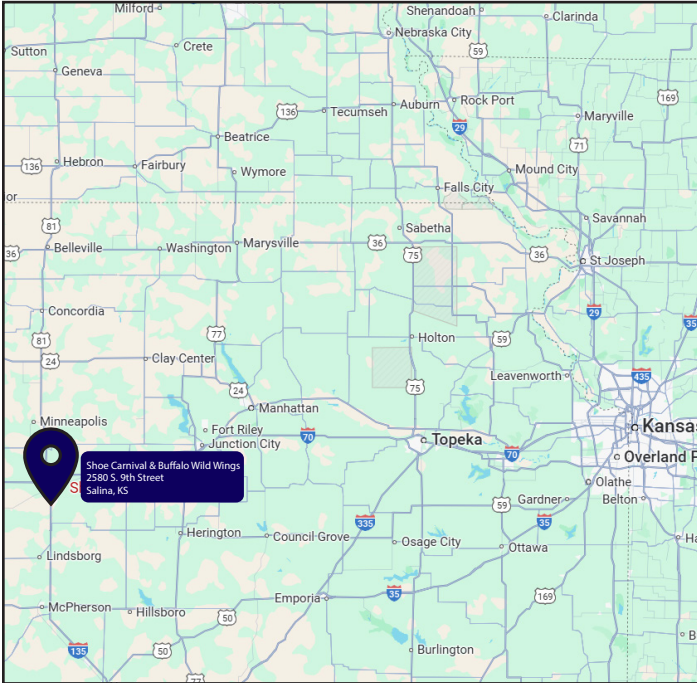 Milford
Shenandoah
Clarinda
Sutton
Crete
Nebraska City
59
Geneva
136
Tecumseh
Auburn
Rock Port
169
29
Maryville
Beatrice
71
136
Hebron
Fairbury
Wymore
Mound City
Falls City
or
Savannah
81
Sabetha
36
Belleville
Washington
Marysville
36
75
36
St Joseph
Concordia
29
35
81
77
Holton
59
24
Clay Center
Leavenworth
435
75
24
Manhattan
Minneapolis
Fort Riley
70
Topeka
Kansas
Junction City
70
Overland P
Shoe Carnival & Buffalo Wild Wings
2580 S. 9th Street
Salina, KS
S
Olathe
Gardner
Belton
59
335
35
Herington
Council Grove
Osage City
Ottawa
Ha
Lindsborg
35
169
Emporia
McPherson
Hillsboro
50
B
135
50
Burlington
77